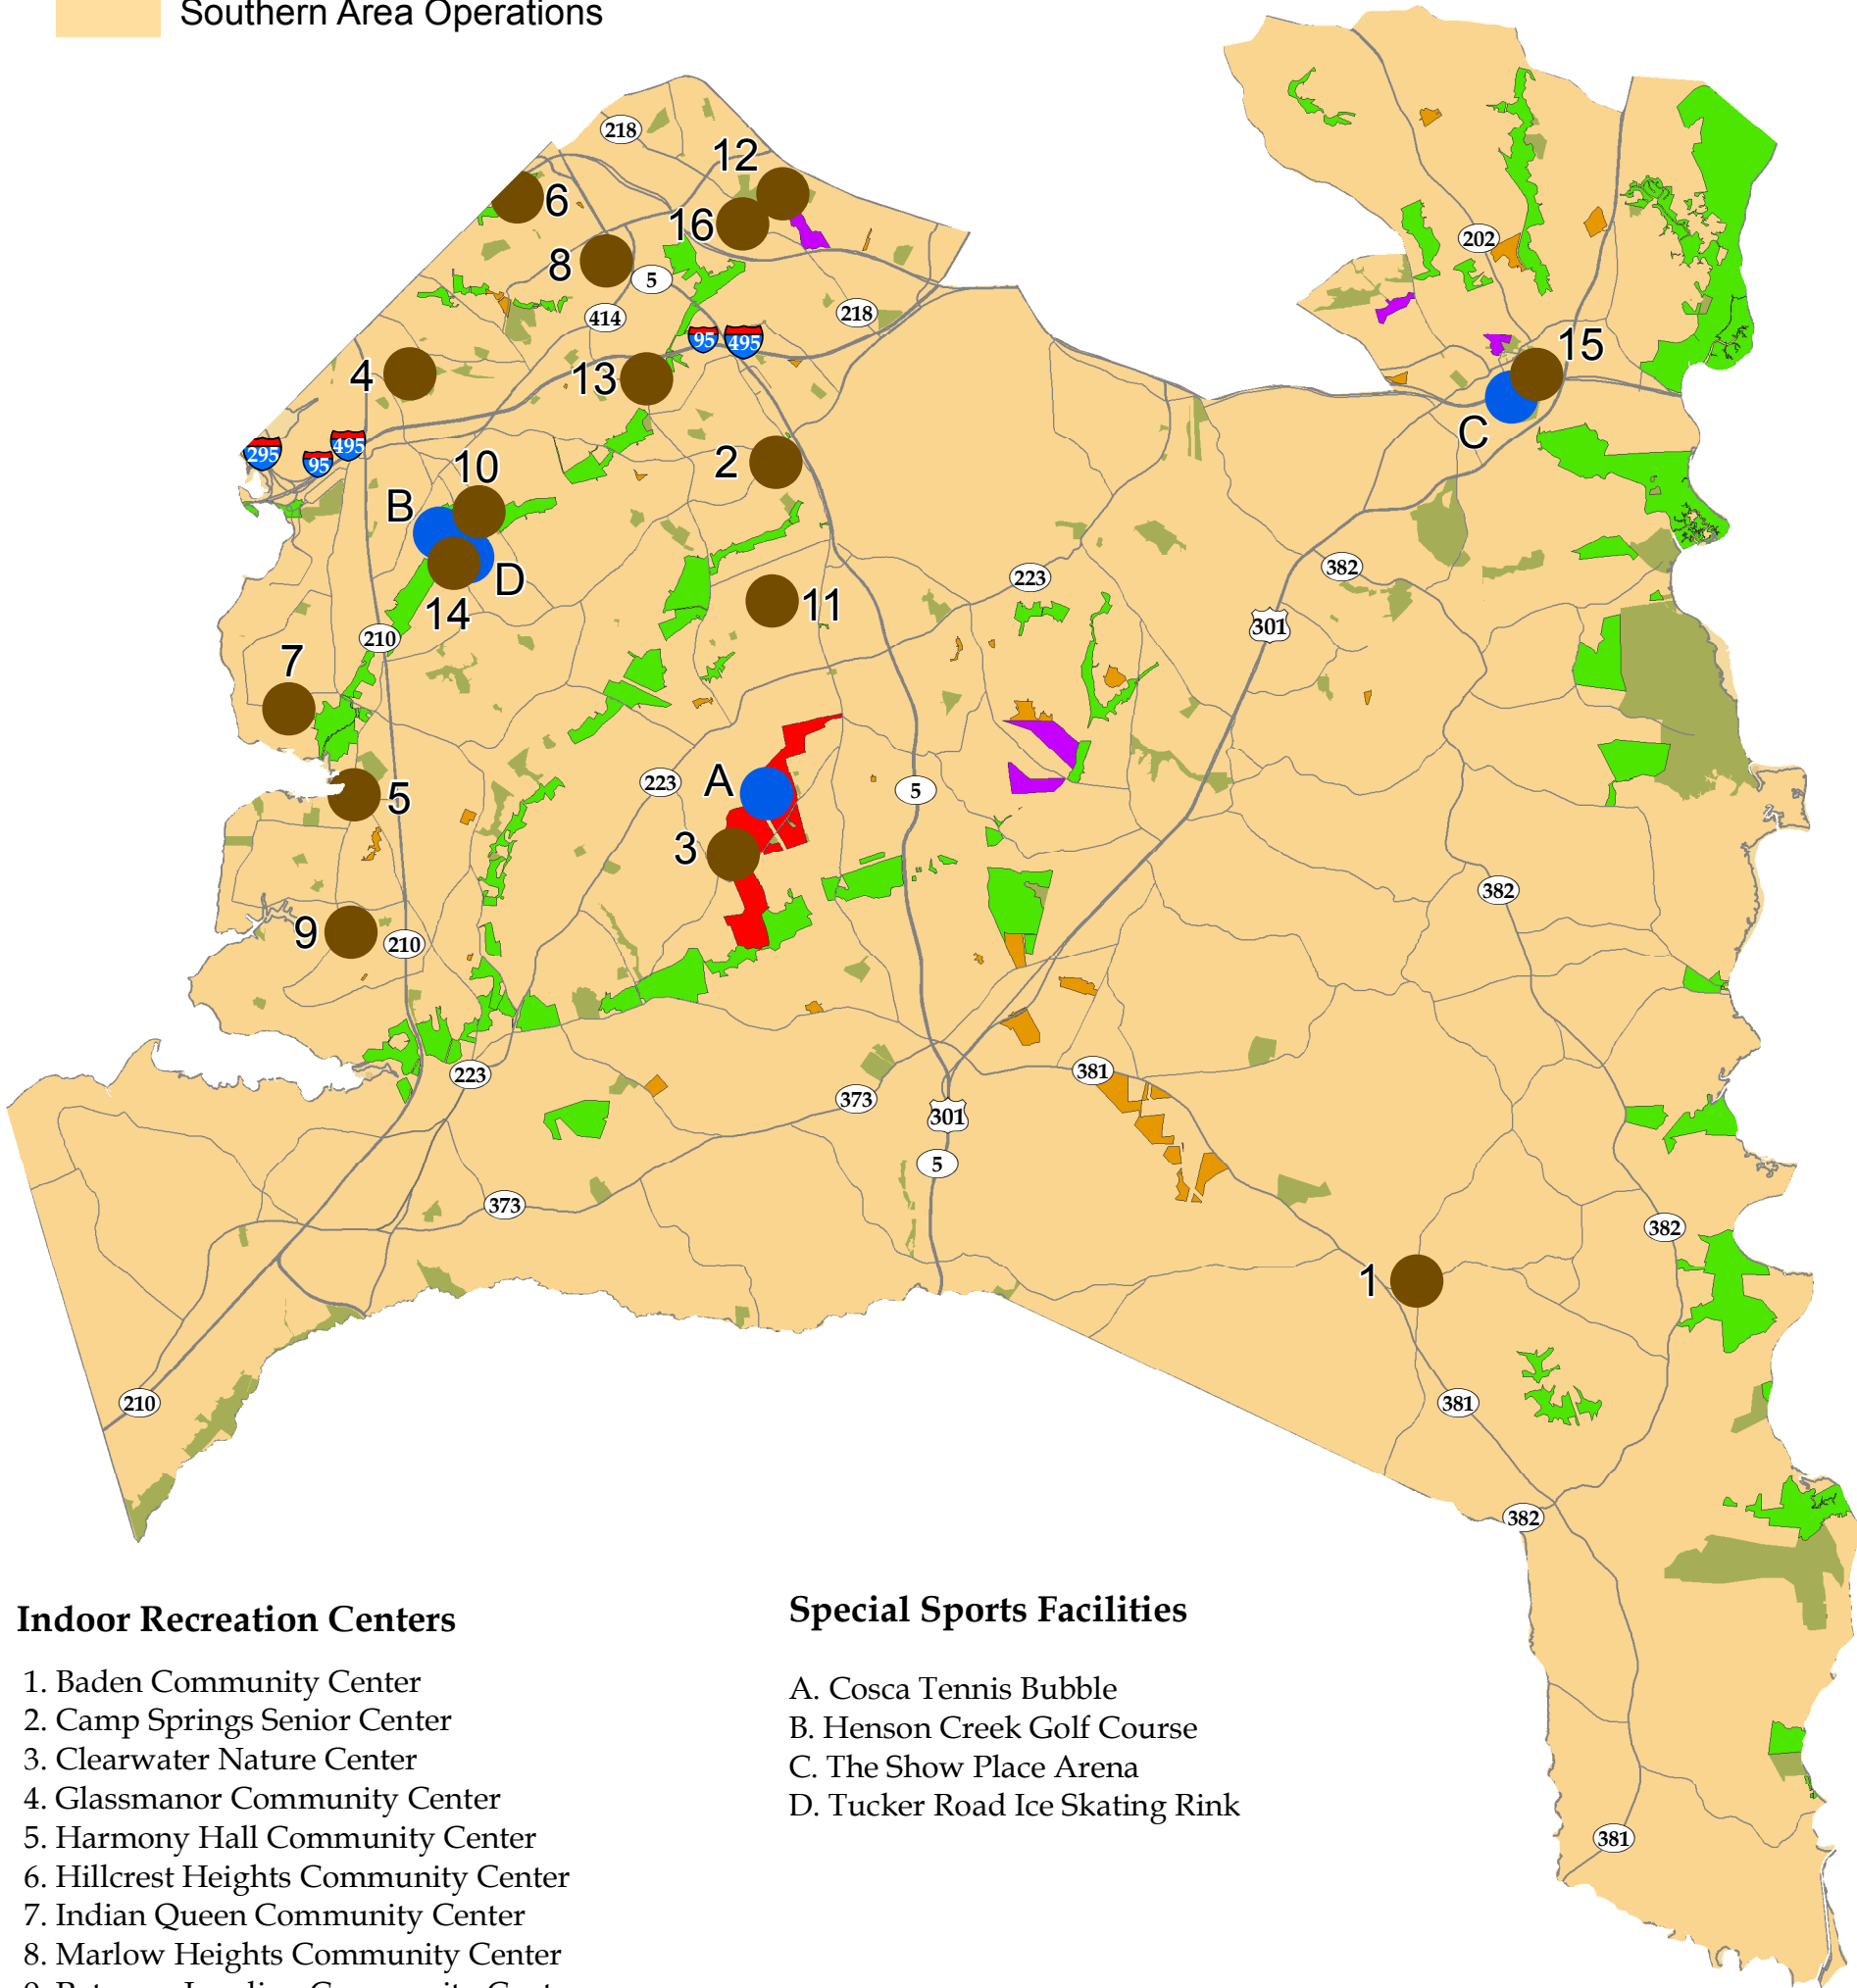 Southern Area Operations
218
12
6
16
8
5
202
414
218
95
495
15
4
13
C
295
95
495
10
2
B
D
14
223
382
11
210
301
7
223
A
5
5
3
382
9
210
381
223
373
301
5
373
382
1
210
381
382
381
Indoor Recreation Centers
1. Baden Community Center
2. Camp Springs Senior Center
3. Clearwater Nature Center
4. Glassmanor Community Center
5. Harmony Hall Community Center
6. Hillcrest Heights Community Center
7. Indian Queen Community Center
8. Marlow Heights Community Center
Special Sports Facilities
A. Cosca Tennis Bubble
B. Henson Creek Golf Course
C. The Show Place Arena
D. Tucker Road Ice Skating Rink